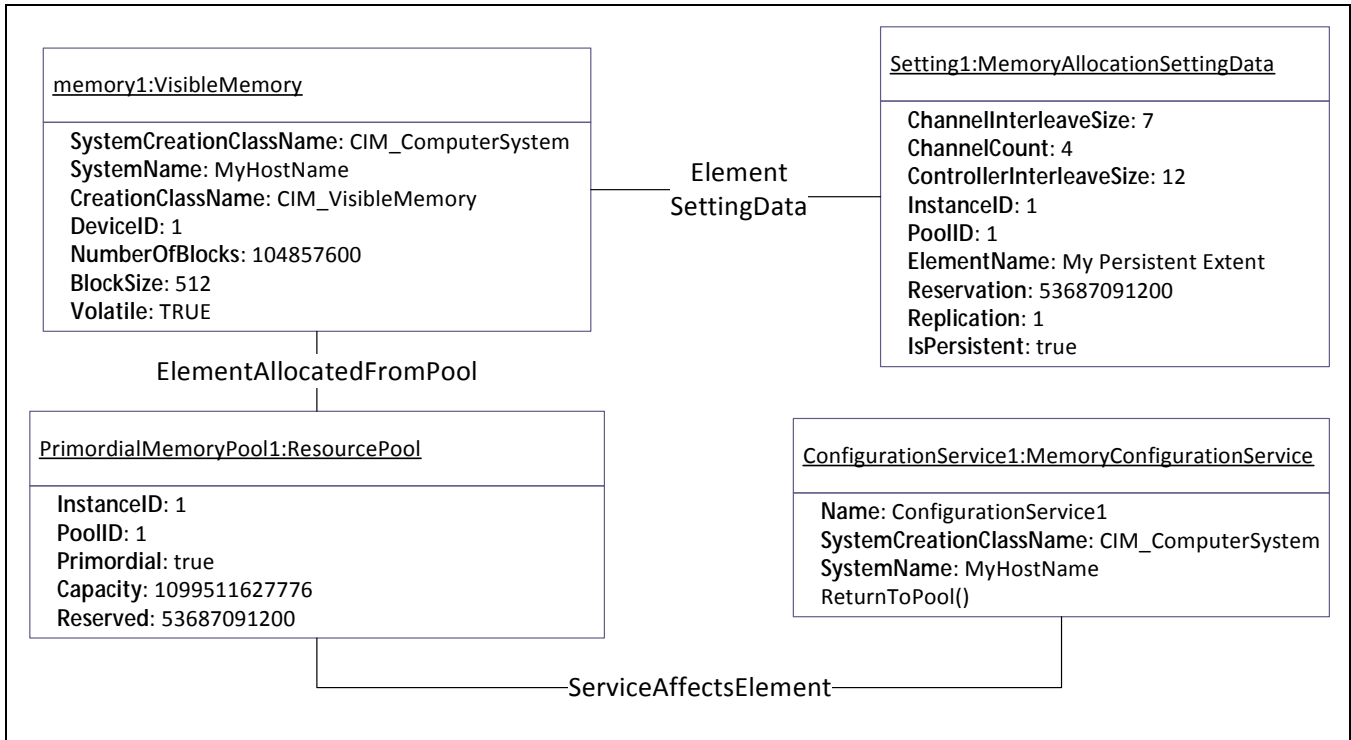 memory1:VisibleMemory
SystemCreationClassName: CIM_ComputerSystem
SystemName: MyHostName
CreationClassName: CIM_VisibleMemory
DeviceID: 1
NumberOfBlocks: 104857600
BlockSize: 512
Volatile: TRUE
Element
SettingData
Setting1:MemoryAllocationSettingData
ChannelInterleaveSize: 7
ChannelCount: 4
ControllerInterleaveSize: 12
InstanceID: 1
PoolID: 1
ElementName: My Persistent Extent
Reservation: 53687091200
Replication: 1
IsPersistent: true
ElementAllocatedFromPool
PrimordialMemoryPool1:ResourcePool
InstanceID: 1
PoolID: 1
Primordial: true
Capacity: 1099511627776
Reserved: 53687091200
ConfigurationService1:MemoryConfigurationService
Name: ConfigurationService1
SystemCreationClassName: CIM_ComputerSystem
SystemName: MyHostName
ReturnToPool()
ServiceAffectsElement